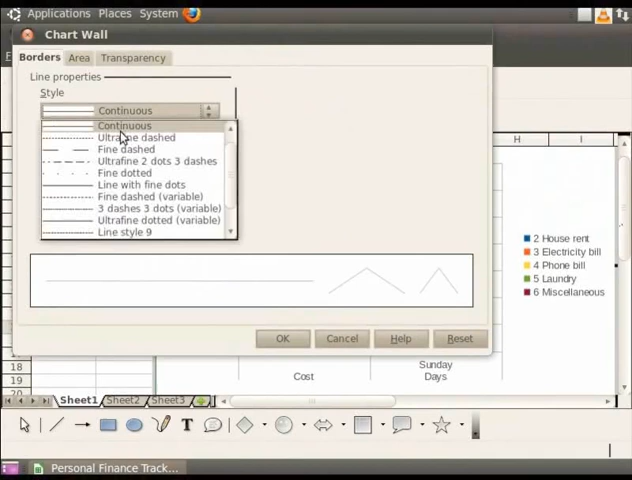 Applications Places System
Chart Wall
Borders Area Transparency
Line properties
Style
Continuous
Continuous
Ultrafine dashed
Fine dashed
Ultrafine 2 dots 3 dashes
Fine dotted
Line with fine dots
Fine dashed (variable)
3 dashes 3 dots (variable)
Ultrafine dotted (variable)
Line style 9
OK Cancel Help Reset
H I
2 House rent
3 Electricity bill
4 Phone bill
5 Laundry
6 Miscellaneous
18
19
20
Cost
Sunday
Days
Sheet1 Sheet2 Sheet3
T
Personal Finance Track...